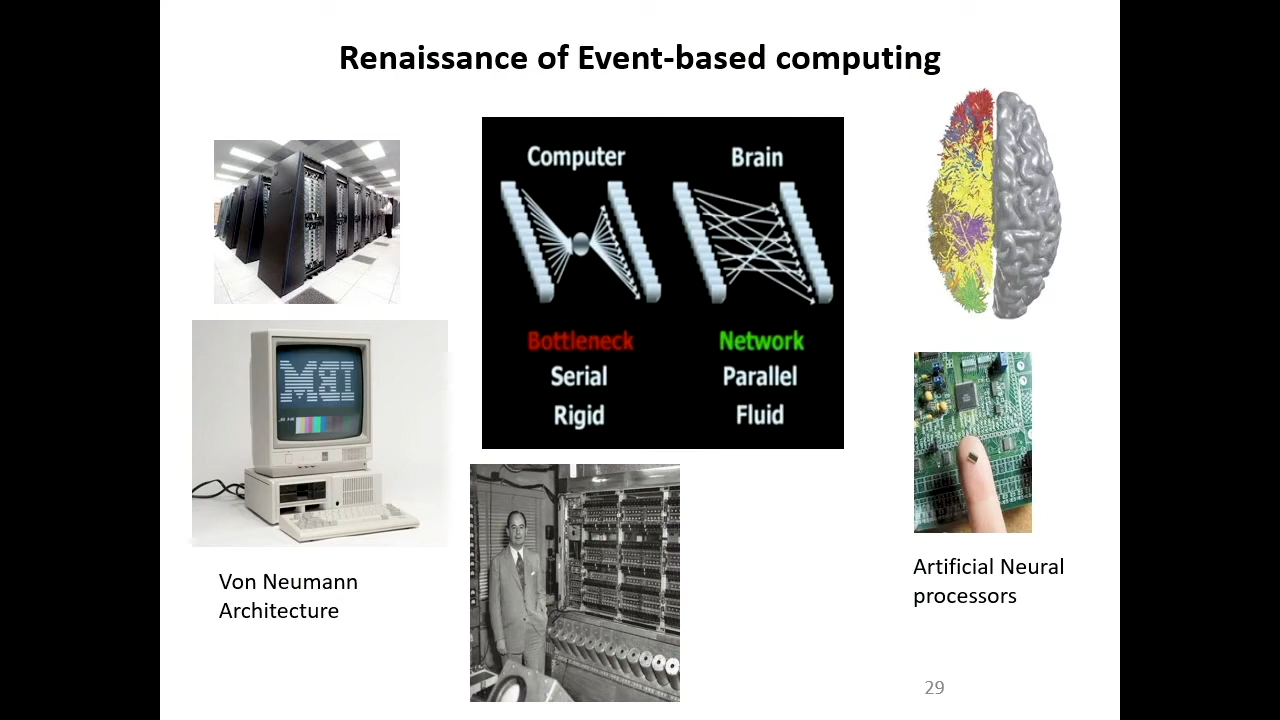 Renaissance of Event-based computing
Computer
Brain
Bottleneck
Network
Serial
Parallel
Rigid
Fluid
Von Neumann
Architecture
Artificial Neural
processors
29